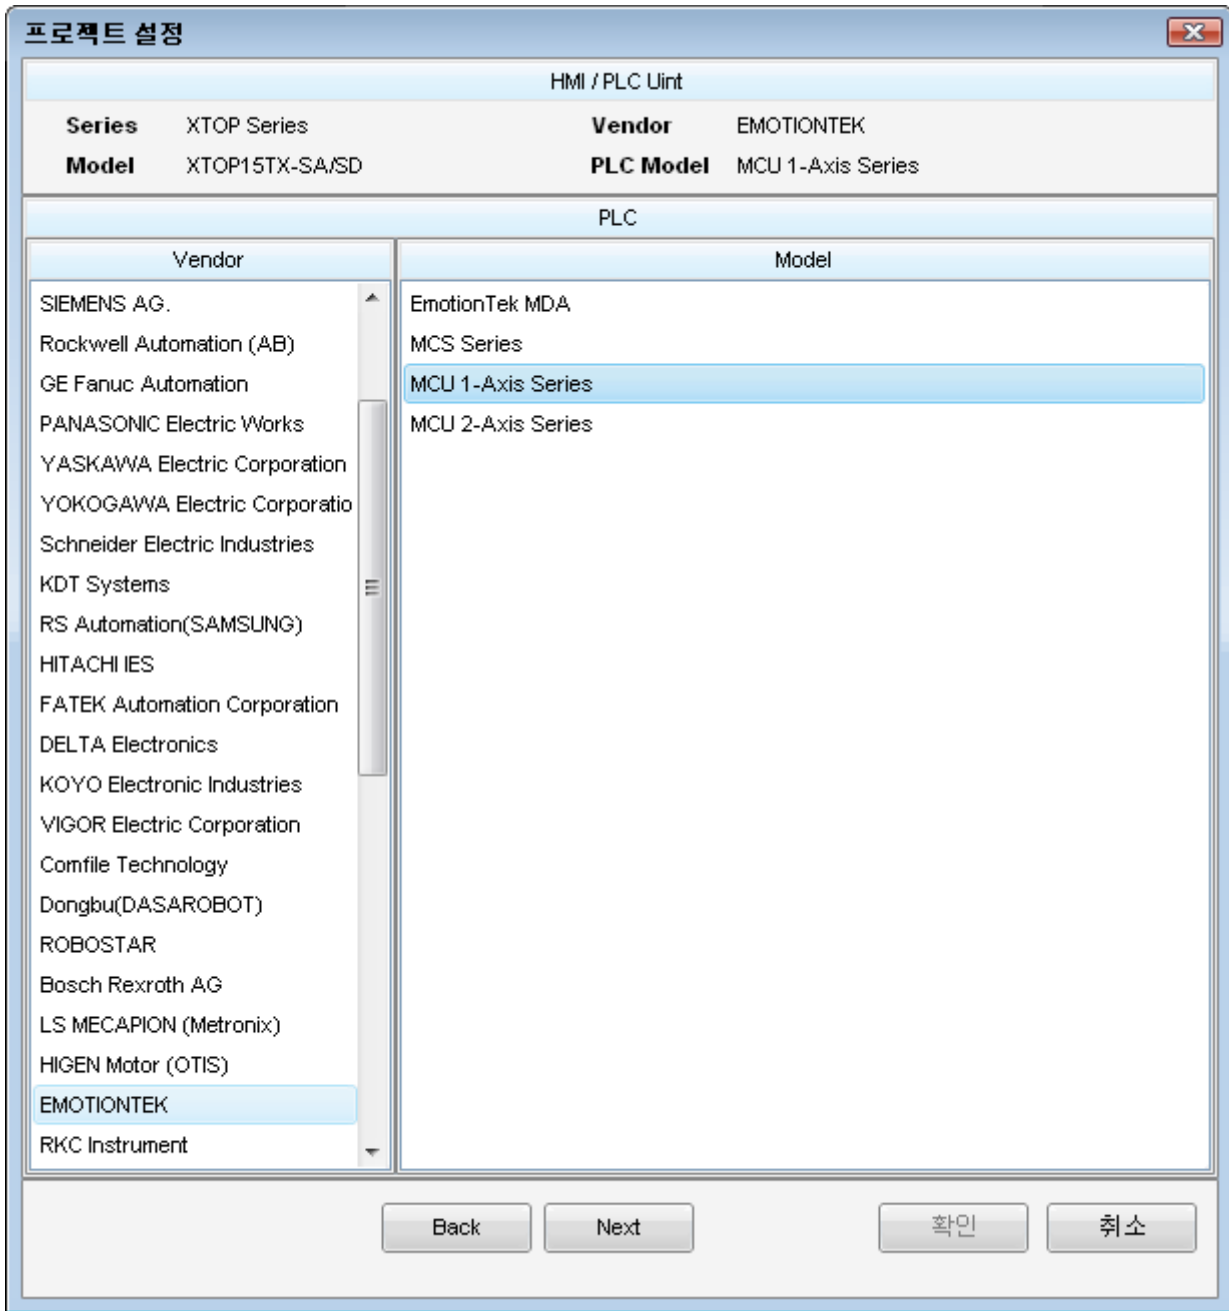 프로젝트 설정
HMI / PLC Uint
Series XTOP Series Vendor EMOTIONTEK
Model XTOP15TX-SA/SD PLC Model MCU 1-Axis Series
PLC
Vendor
SIEMENS AG.
Rockwell Automation (AB)
GE Fanuc Automation
PANASONIC Electric Works
YASKAWA Electric Corporation
YOKOGAWA Electric Corporatio
Schneider Electric Industries
KDT Systems
RS Automation(SAMSUNG)
HITACHI IES
FATEK Automation Corporation
DELTA Electronics
KOYO Electronic Industries
VIGOR Electric Corporation
Comfile Technology
Dongbu(DASAROBOT)
ROBOSTAR
Bosch Rexroth AG
LS MECAPION (Metronix)
HIGEN Motor (OTIS)
EMOTIONTEK
RKC Instrument
Model
EmotionTek MDA
MCS Series
MCU 1-Axis Series
MCU 2-Axis Series
Back Next 확인 취소